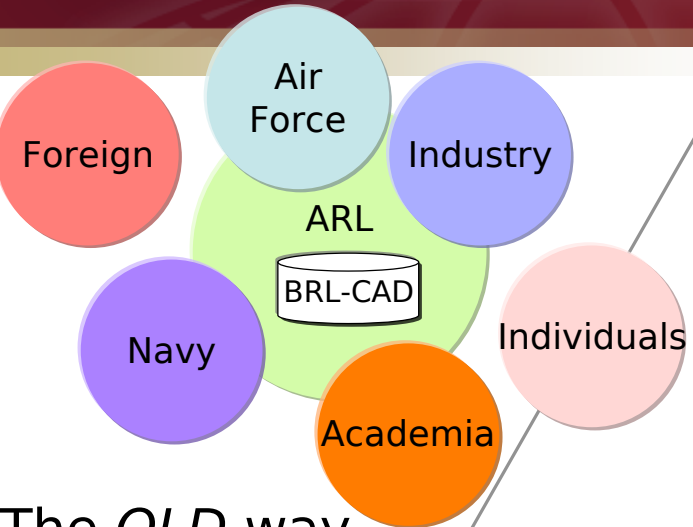 Air
Force
Foreign
Industry
ARL
BRL-CAD
Navy
Individuals
Academia
The OLD way